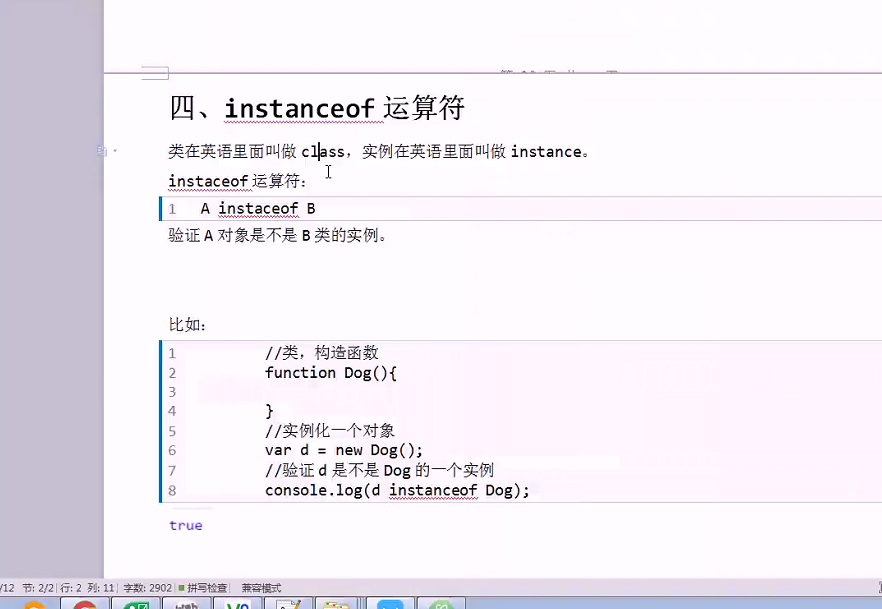 四、instanceof 运算符
类在英语里面叫做 class，实例在英语里面叫做 instance。
instaceof 运算符：
1 A instaceof B
验证 A 对象是不是 B 类的实例。
比如：
1 //类，构造函数
2 function Dog(){
3
4 }
5 //实例化一个对象
6 var d = new Dog();
7 //验证 d 是不是 Dog 的一个实例
8 console.log(d instanceof Dog);
true
/12 节: 2/2 行: 2 列: 11 字数: 2902 拼写检查 兼容模式